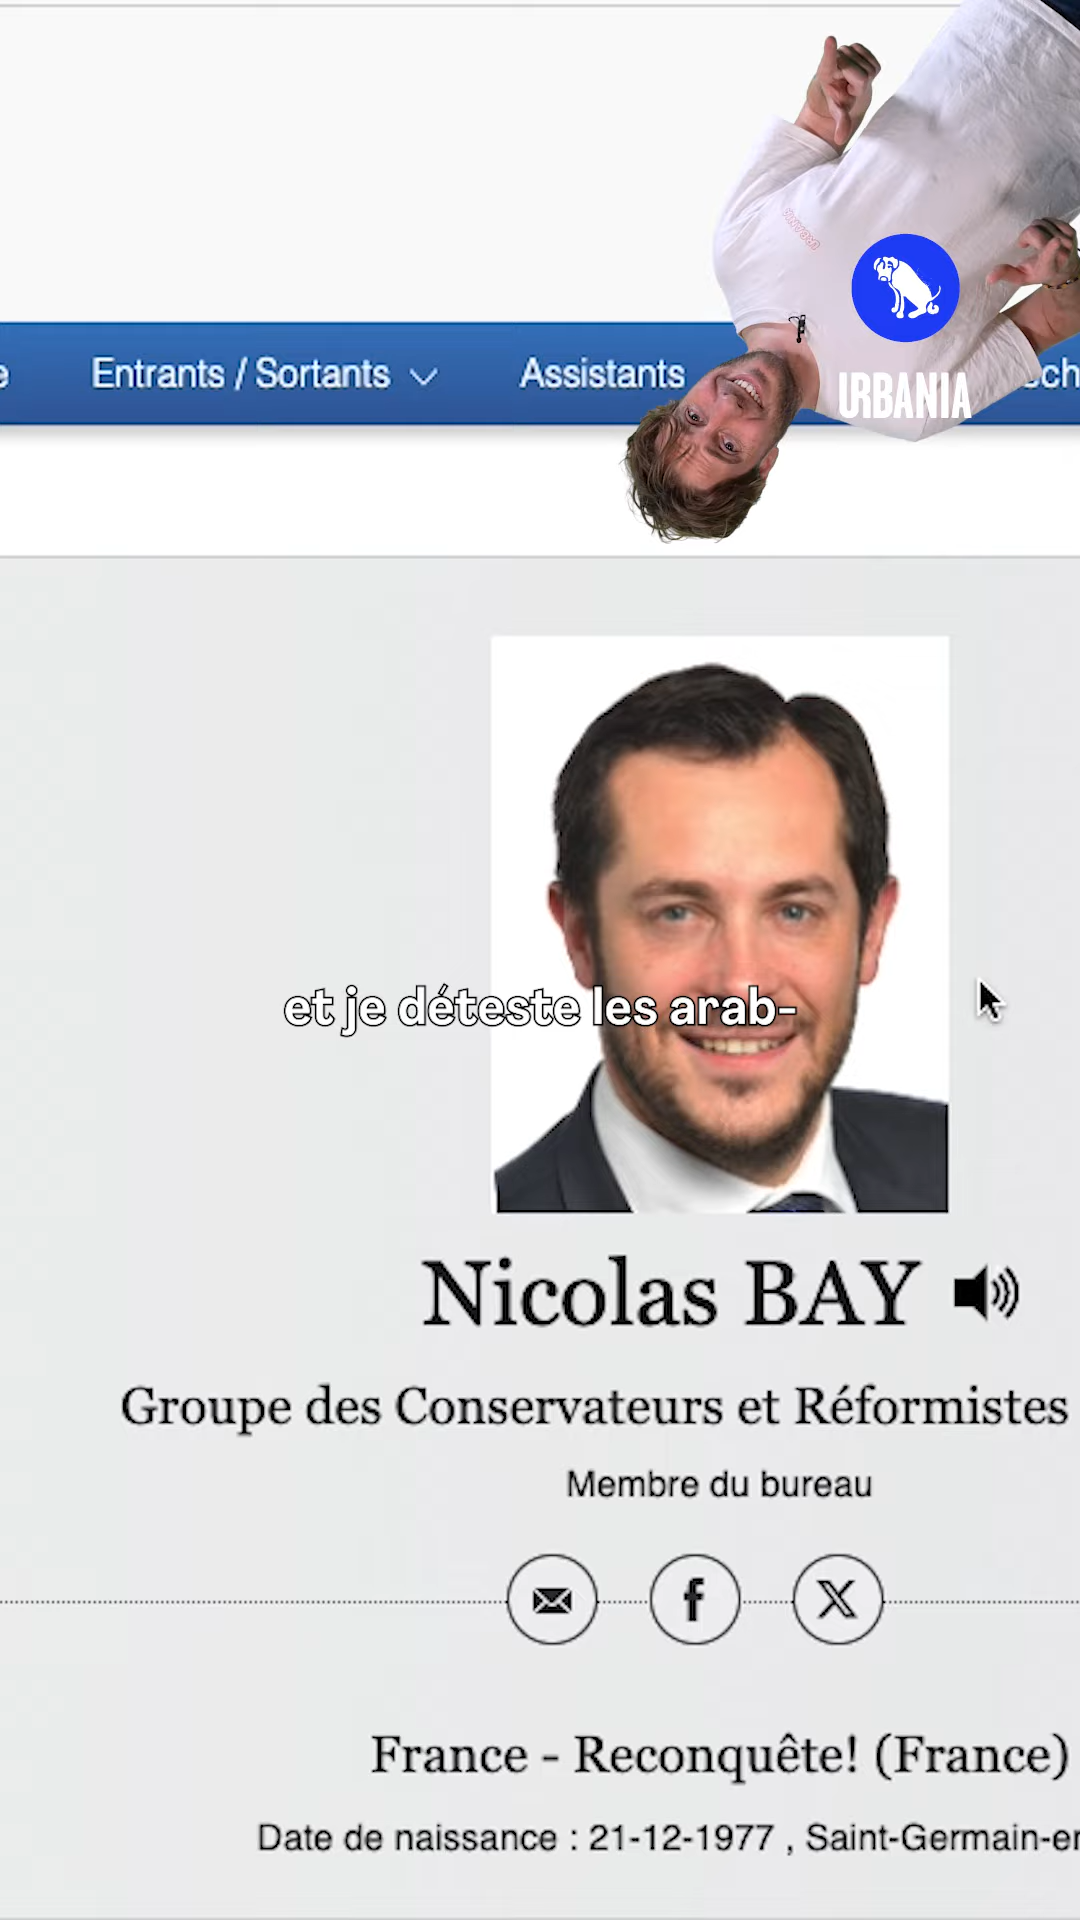 Entrants / Sortants
Assistants
URBANIA
et je déteste les arab-
Nicolas BAY
Groupe des Conservateurs et Réformistes
Membre du bureau
France - Reconquête! (France)
Date de naissance : 21-12-1977 , Saint-Germain-en